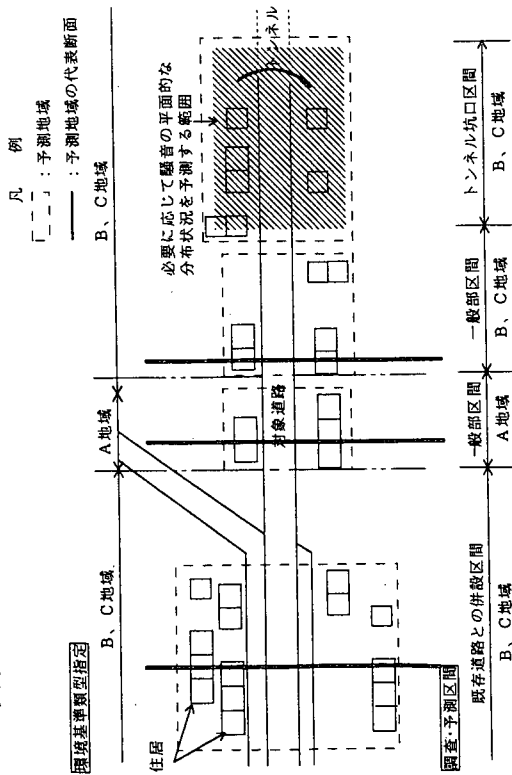 凡 例
：予測地域
：予測地域の代表断面
環境基準類型指定
B、C地域
A地域
B、C地域
住居
必要に応じて騒音の平面的な
分布状況を予測する範囲
トンネル
対象道路
調査・予測区間
既存道路との併設区間
B、C地域
一般部区間
A地域
一般部区間
B、C地域
トンネル坑口区間
B、C地域